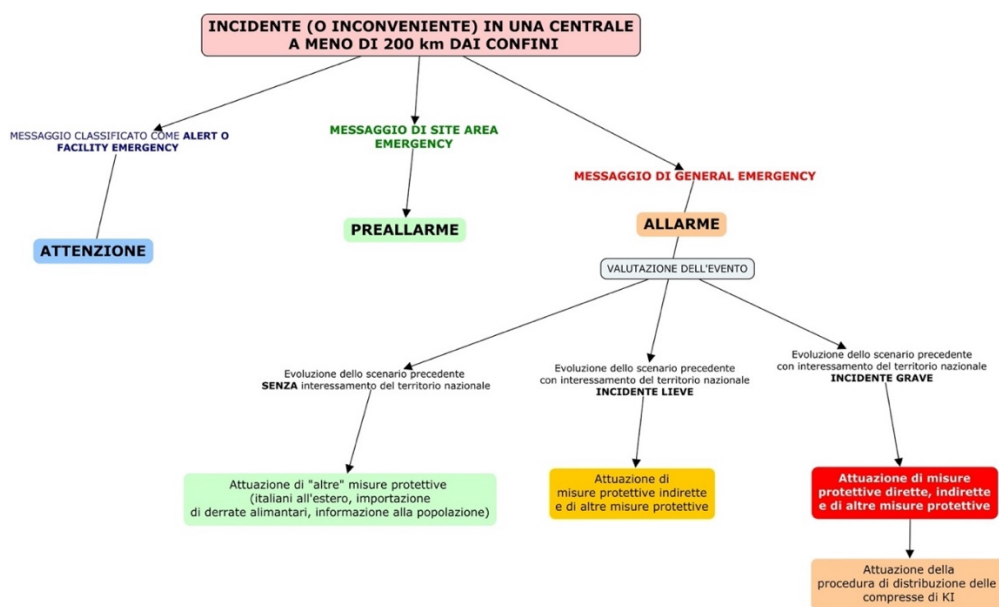 INCIDENTE (O INCONVENIENTE) IN UNA CENTRALE
A MENO DI 200 km DAI CONFINI
MESSAGGIO CLASSIFICATO COME ALERT O
FACILITY EMERGENCY
MESSAGGIO DI SITE AREA
EMERGENCY
MESSAGGIO DI GENERAL EMERGENCY
ATTENZIONE
PREALLARME
ALLARME
VALUTAZIONE DELL'EVENTO
Evoluzione dello scenario precedente
SENZA interessamento del territorio nazionale
Evoluzione dello scenario precedente
con interessamento del territorio nazionale
INCIDENTE LIEVE
Evoluzione dello scenario precedente
con interessamento del territorio nazionale
INCIDENTE GRAVE
Attuazione di "altre" misure protettive
(italiani all'estero, importazione
di derrate alimantari, informazione alla popolazione)
Attuazione di
misure protettive indirette
e di altre misure protettive
Attuazione di misure
protettive dirette, indirette
e di altre misure protettive
Attuazione della
procedura di distribuzione delle
compresse di KI